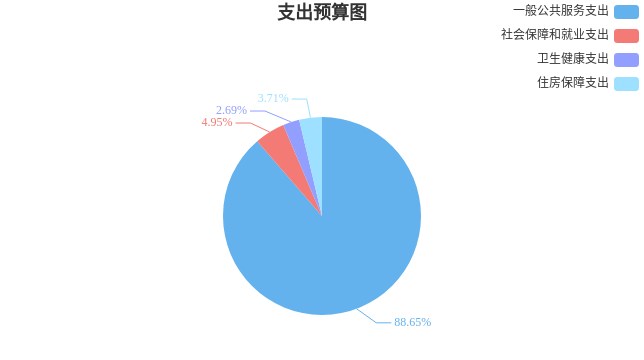 支出预算图
一般公共服务支出
社会保障和就业支出
卫生健康支出
住房保障支出
3.71%
2.69%
4.95%
88.65%